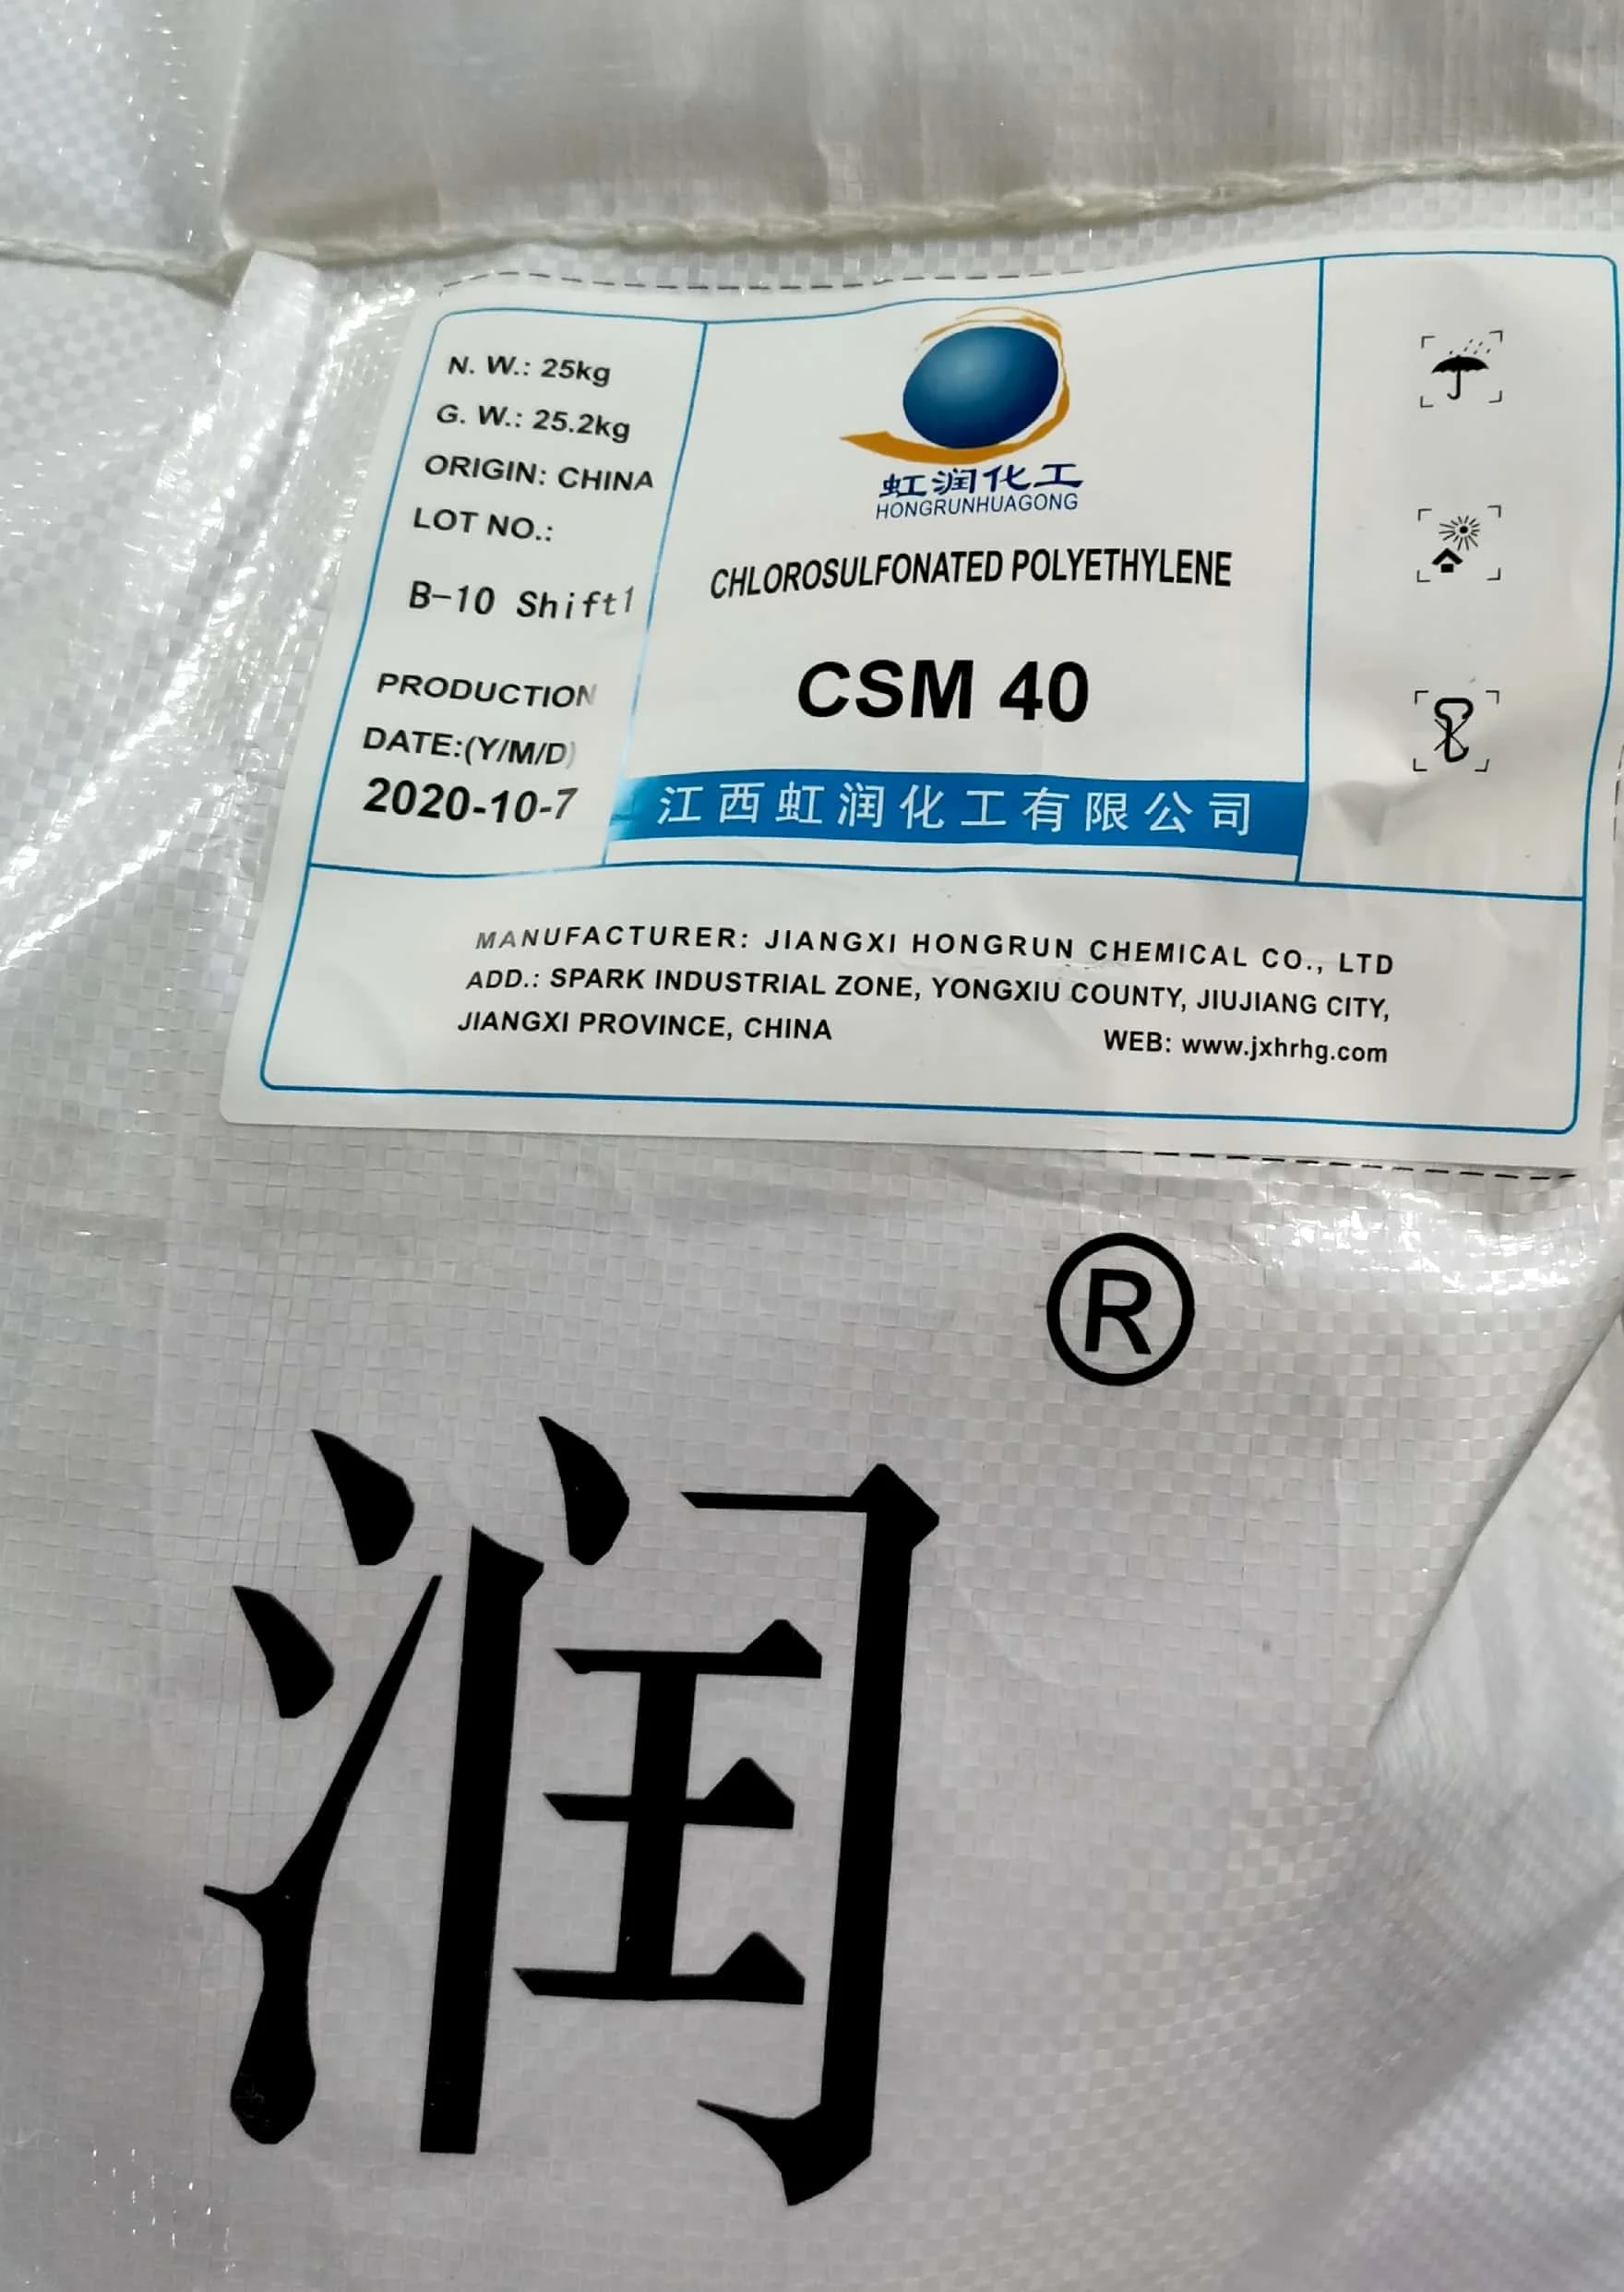 N. W.: 25kg
G. W.: 25.2kg
ORIGIN: CHINA
LOT NO.:
B-10 Shift1
PRODUCTION
DATE:(Y/M/D)
2020-10-7
虹润化工
HONGRUNHUAGONG
CHLOROSULFONATED POLYETHYLENE
CSM 40
江西虹润化工有限公司
MANUFACTURER: JIANGXI HONGRUN CHEMICAL CO., LTD
ADD.: SPARK INDUSTRIAL ZONE, YONGXIU COUNTY, JIUJIANG CITY,
JIANGXI PROVINCE, CHINA WEB: www.jxhrhg.com
®
润